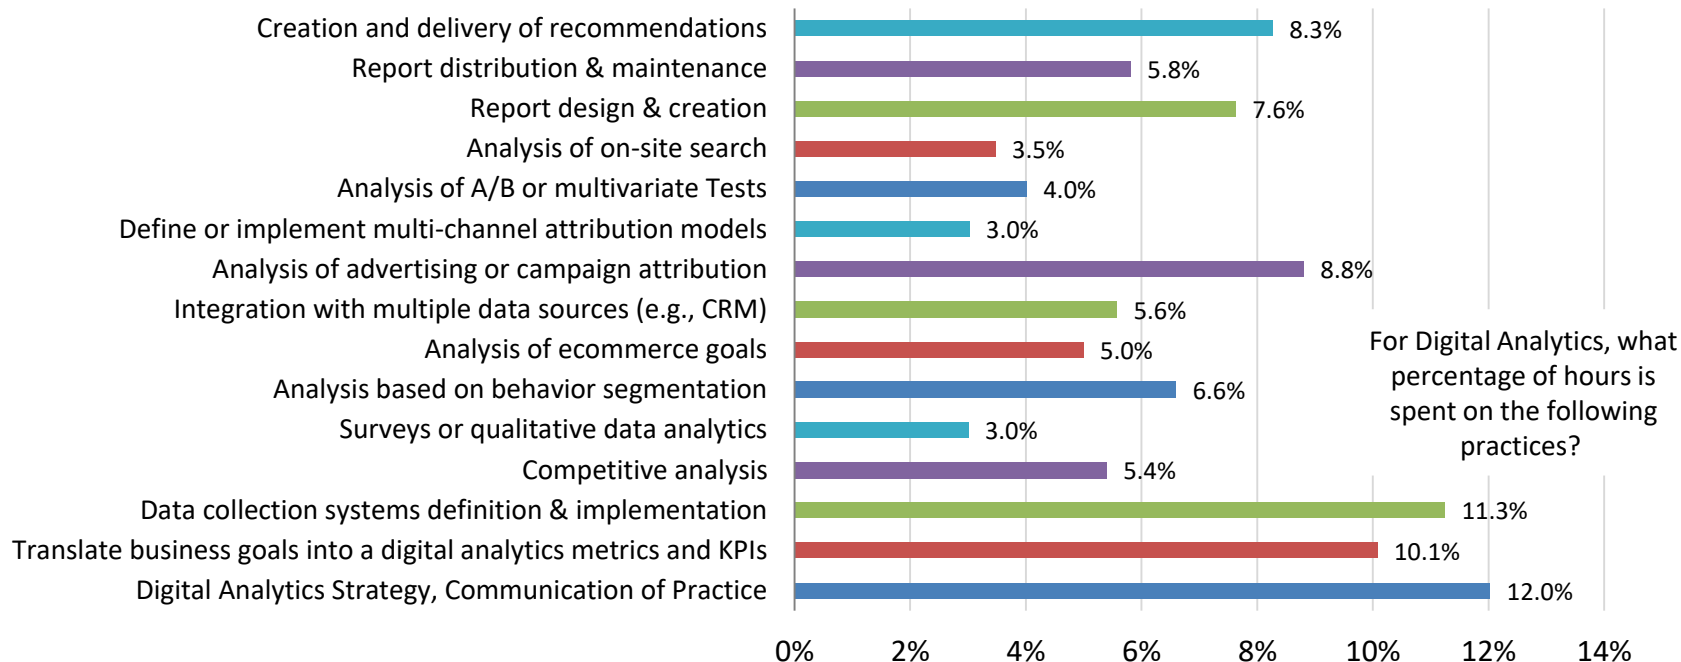 Creation and delivery of recommendations 8.3%
Report distribution & maintenance 5.8%
Report design & creation 7.6%
Analysis of on-site search 3.5%
Analysis of A/B or multivariate Tests 4.0%
Define or implement multi-channel attribution models 3.0%
Analysis of advertising or campaign attribution 8.8%
Integration with multiple data sources (e.g., CRM) 5.6%
Analysis of ecommerce goals 5.0%
Analysis based on behavior segmentation 6.6%
Surveys or qualitative data analytics 3.0%
Competitive analysis 5.4%
Data collection systems definition & implementation 11.3%
Translate business goals into a digital analytics metrics and KPIs 10.1%
Digital Analytics Strategy, Communication of Practice 12.0%
For Digital Analytics, what
percentage of hours is
spent on the following
practices?
0% 2% 4% 6% 8% 10% 12% 14%